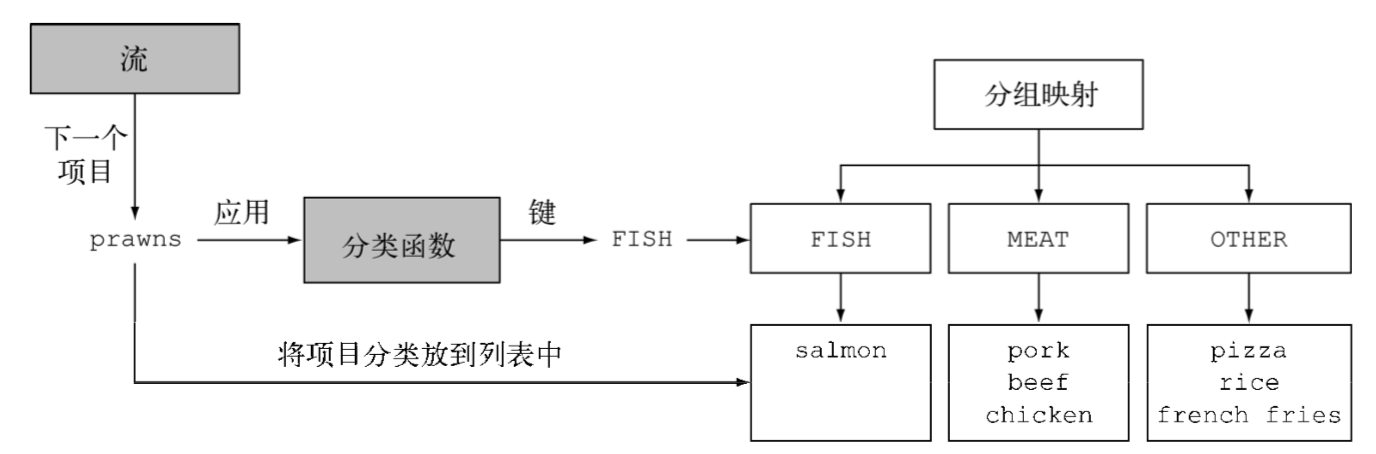 流
下一个
项目
prawns
应用
分类函数
键
FISH
分组映射
FISH
MEAT
OTHER
将项目分类放到列表中
salmon
pork
beef
chicken
pizza
rice
french fries